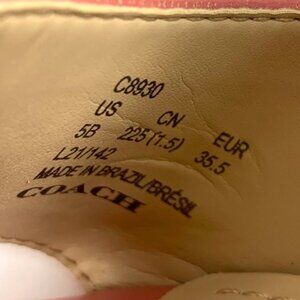 C8930
US CN EUR
5B 225(1.5) 35.5
L21/142
MADE IN BRAZIL/BRÉSIL
COACH